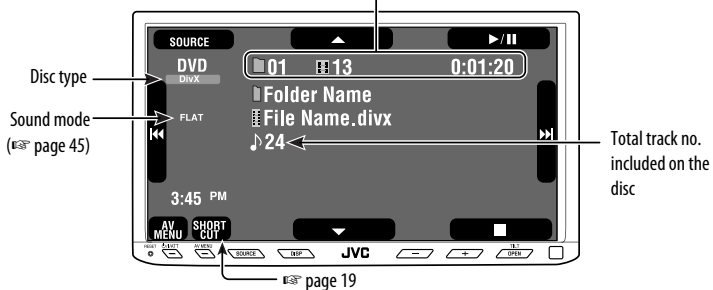 SOURCE
DVD
DivX
01 13 0:01:20
Disc type
Folder Name
Sound mode
(☞ page 45)
FLAT
File Name.divx
24
Total track no.
included on the
disc
3:45 PM
AV
MENU
SHORT
CUT
RESET
AV MENU
SOURCE
DISP
JVC
TILT
OPEN
☞ page 19